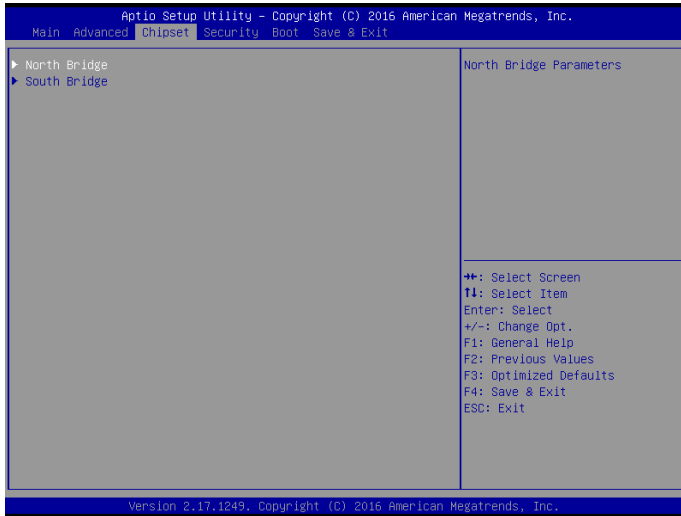 Aptio Setup Utility – Copyright (C) 2016 American Megatrends, Inc.
Main Advanced Chipset Security Boot Save & Exit
▶ North Bridge
▶ South Bridge
North Bridge Parameters
→←: Select Screen
↑↓: Select Item
Enter: Select
+/-: Change Opt.
F1: General Help
F2: Previous Values
F3: Optimized Defaults
F4: Save & Exit
ESC: Exit
Version 2.17.1249. Copyright (C) 2016 American Megatrends, Inc.